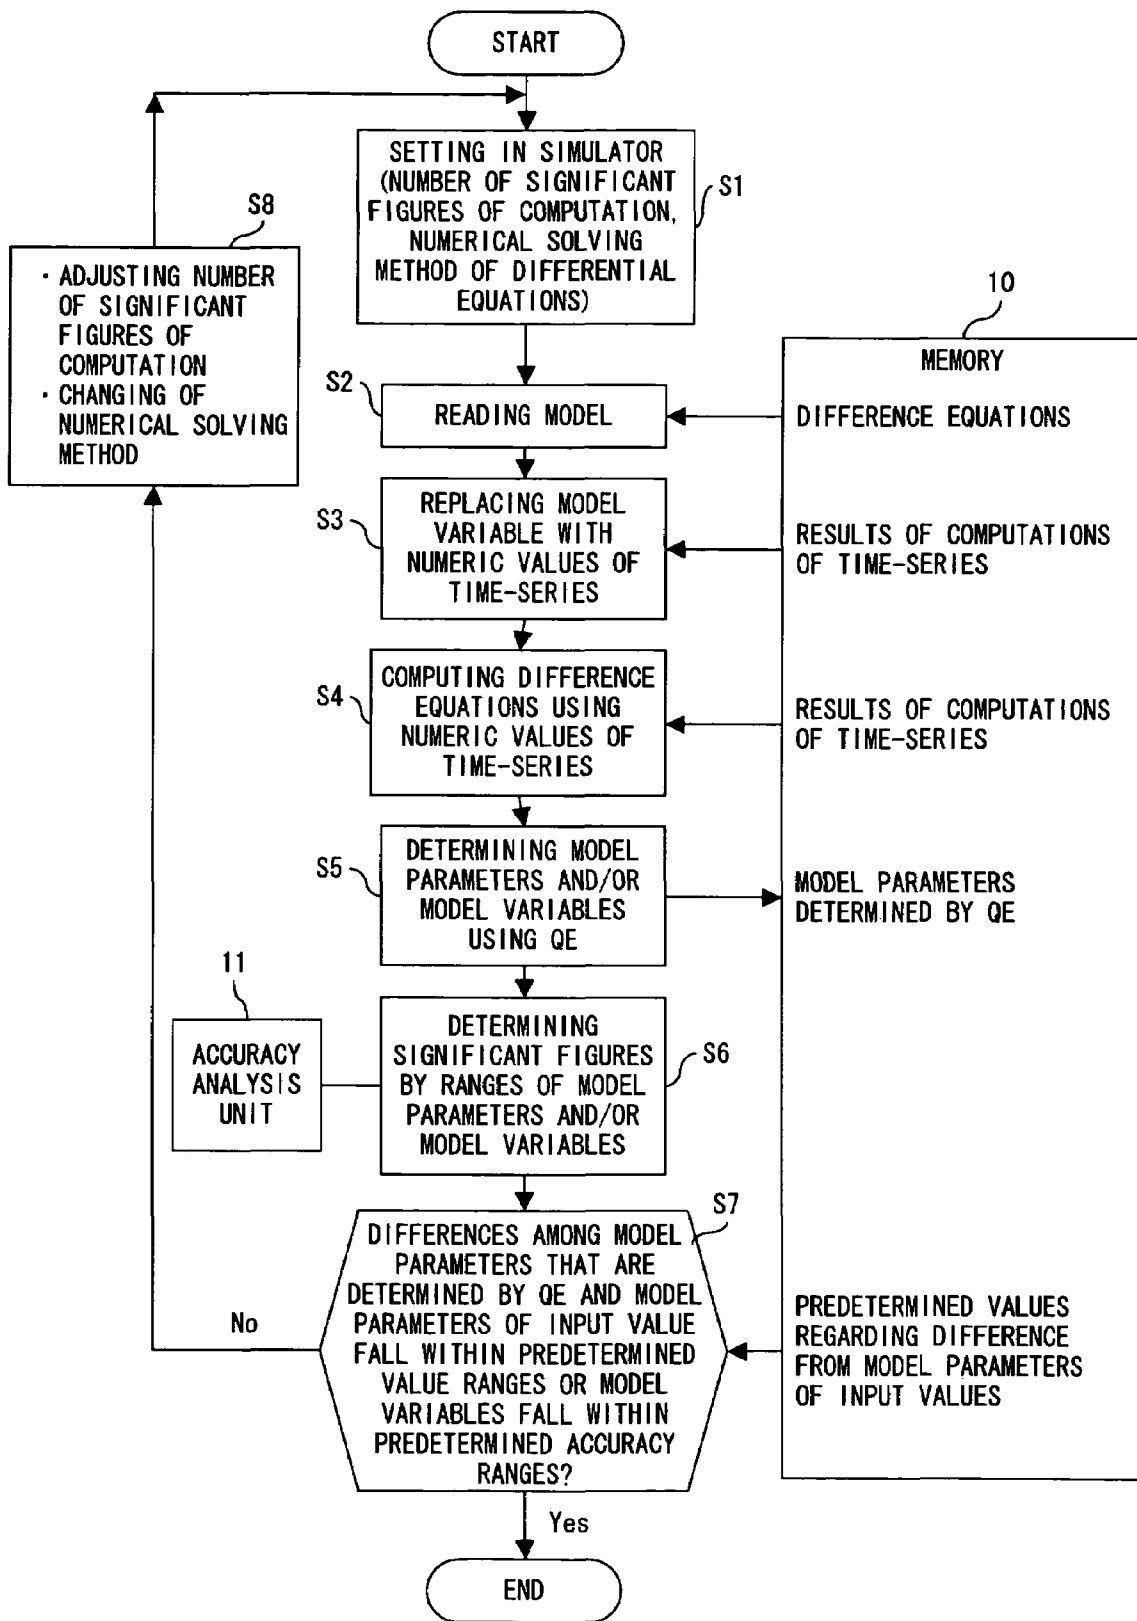 START
SETTING IN SIMULATOR
(NUMBER OF SIGNIFICANT
FIGURES OF COMPUTATION,
NUMERICAL SOLVING
METHOD OF DIFFERENTIAL
EQUATIONS)
S1
S8
· ADJUSTING NUMBER
OF SIGNIFICANT
FIGURES OF
COMPUTATION
· CHANGING OF
NUMERICAL SOLVING
METHOD
10
MEMORY
S2
READING MODEL
DIFFERENCE EQUATIONS
S3
REPLACING MODEL
VARIABLE WITH
NUMERIC VALUES OF
TIME-SERIES
RESULTS OF COMPUTATIONS
OF TIME-SERIES
S4
COMPUTING DIFFERENCE
EQUATIONS USING
NUMERIC VALUES OF
TIME-SERIES
RESULTS OF COMPUTATIONS
OF TIME-SERIES
S5
DETERMINING MODEL
PARAMETERS AND/OR
MODEL VARIABLES
USING QE
MODEL PARAMETERS
DETERMINED BY QE
11
ACCURACY
ANALYSIS
UNIT
DETERMINING
SIGNIFICANT FIGURES
BY RANGES OF MODEL
PARAMETERS AND/OR
MODEL VARIABLES
S6
S7
DIFFERENCES AMONG MODEL
PARAMETERS THAT ARE
DETERMINED BY QE AND MODEL
PARAMETERS OF INPUT VALUE
FALL WITHIN PREDETERMINED
VALUE RANGES OR MODEL
VARIABLES FALL WITHIN
PREDETERMINED ACCURACY
RANGES?
No
PREDETERMINED VALUES
REGARDING DIFFERENCE
FROM MODEL PARAMETERS
OF INPUT VALUES
Yes
END